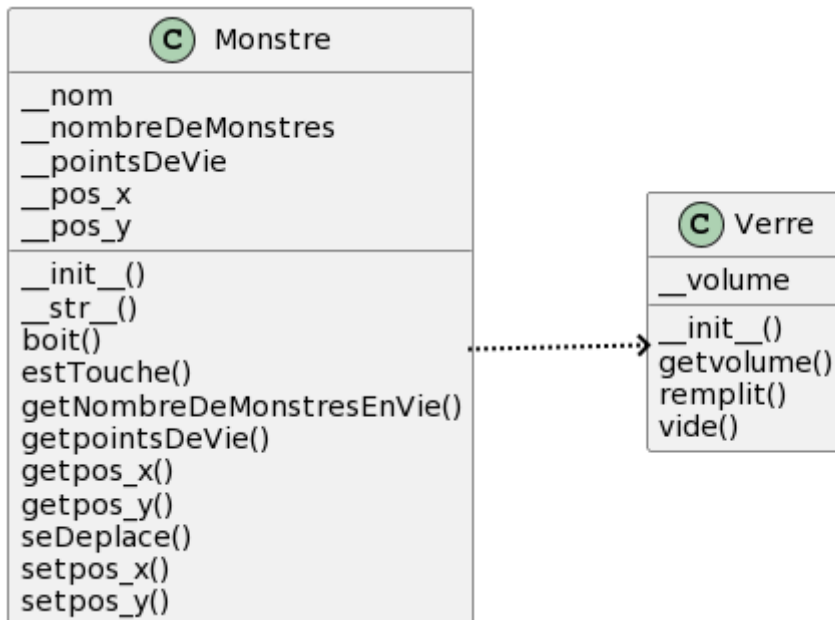 C Monstre
__nom
__nombreDeMonstres
__pointsDeVie
__pos_x
__pos_y
__init__()
__str__()
boit()
estTouche()
getNombreDeMonstresEnVie()
getpointsDeVie()
getpos_x()
getpos_y()
seDeplace()
setpos_x()
setpos_y()
C Verre
__volume
__init__()
getvolume()
remplit()
vide()